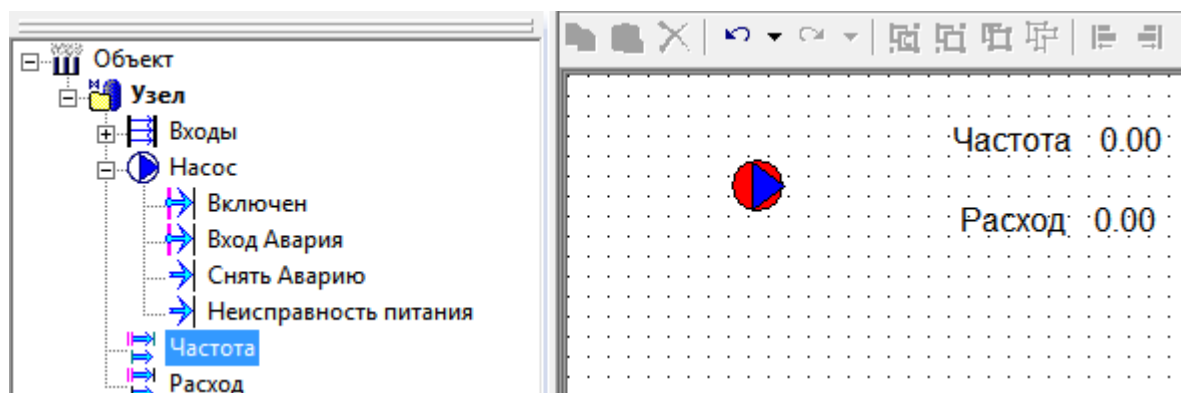 Объект
Узел
Входы
Насос
Включен
Вход Авария
Снять Аварию
Неисправность питания
Частота
Расход
Частота 0.00
Расход 0.00